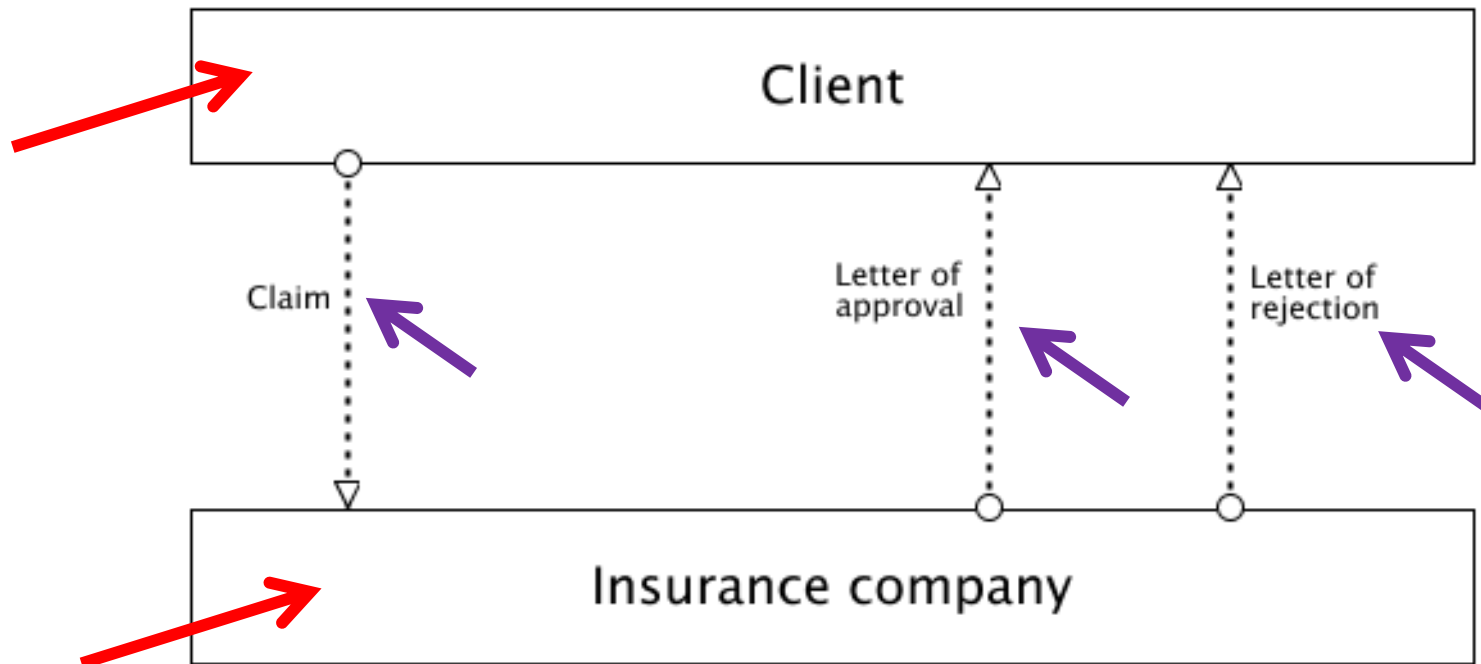 Client
Claim
Letter of
approval
Letter of
rejection
Insurance company